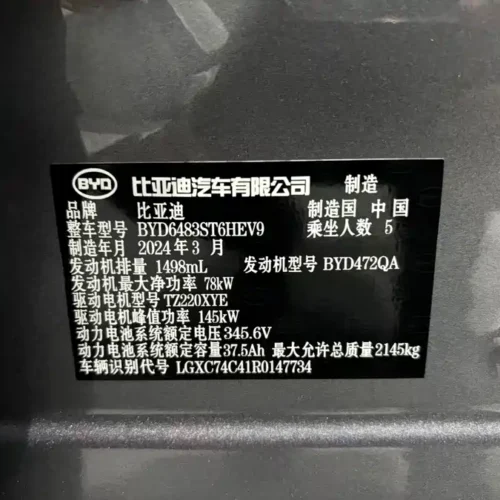 BYD 比亚迪汽车有限公司 制造
品牌 比亚迪 制造国 中国
整车型号 BYD6483ST6HEV9 乘坐人数 5
制造年月 2024年3月
发动机排量 1498mL 发动机型号 BYD472QA
发动机最大净功率 78kW
驱动电机型号 TZ220XYE
驱动电机峰值功率 145kW
动力电池系统额定电压 345.6V
动力电池系统额定容量 37.5Ah 最大允许总质量 2145kg
车辆识别代号 LGXC74C41R0147734